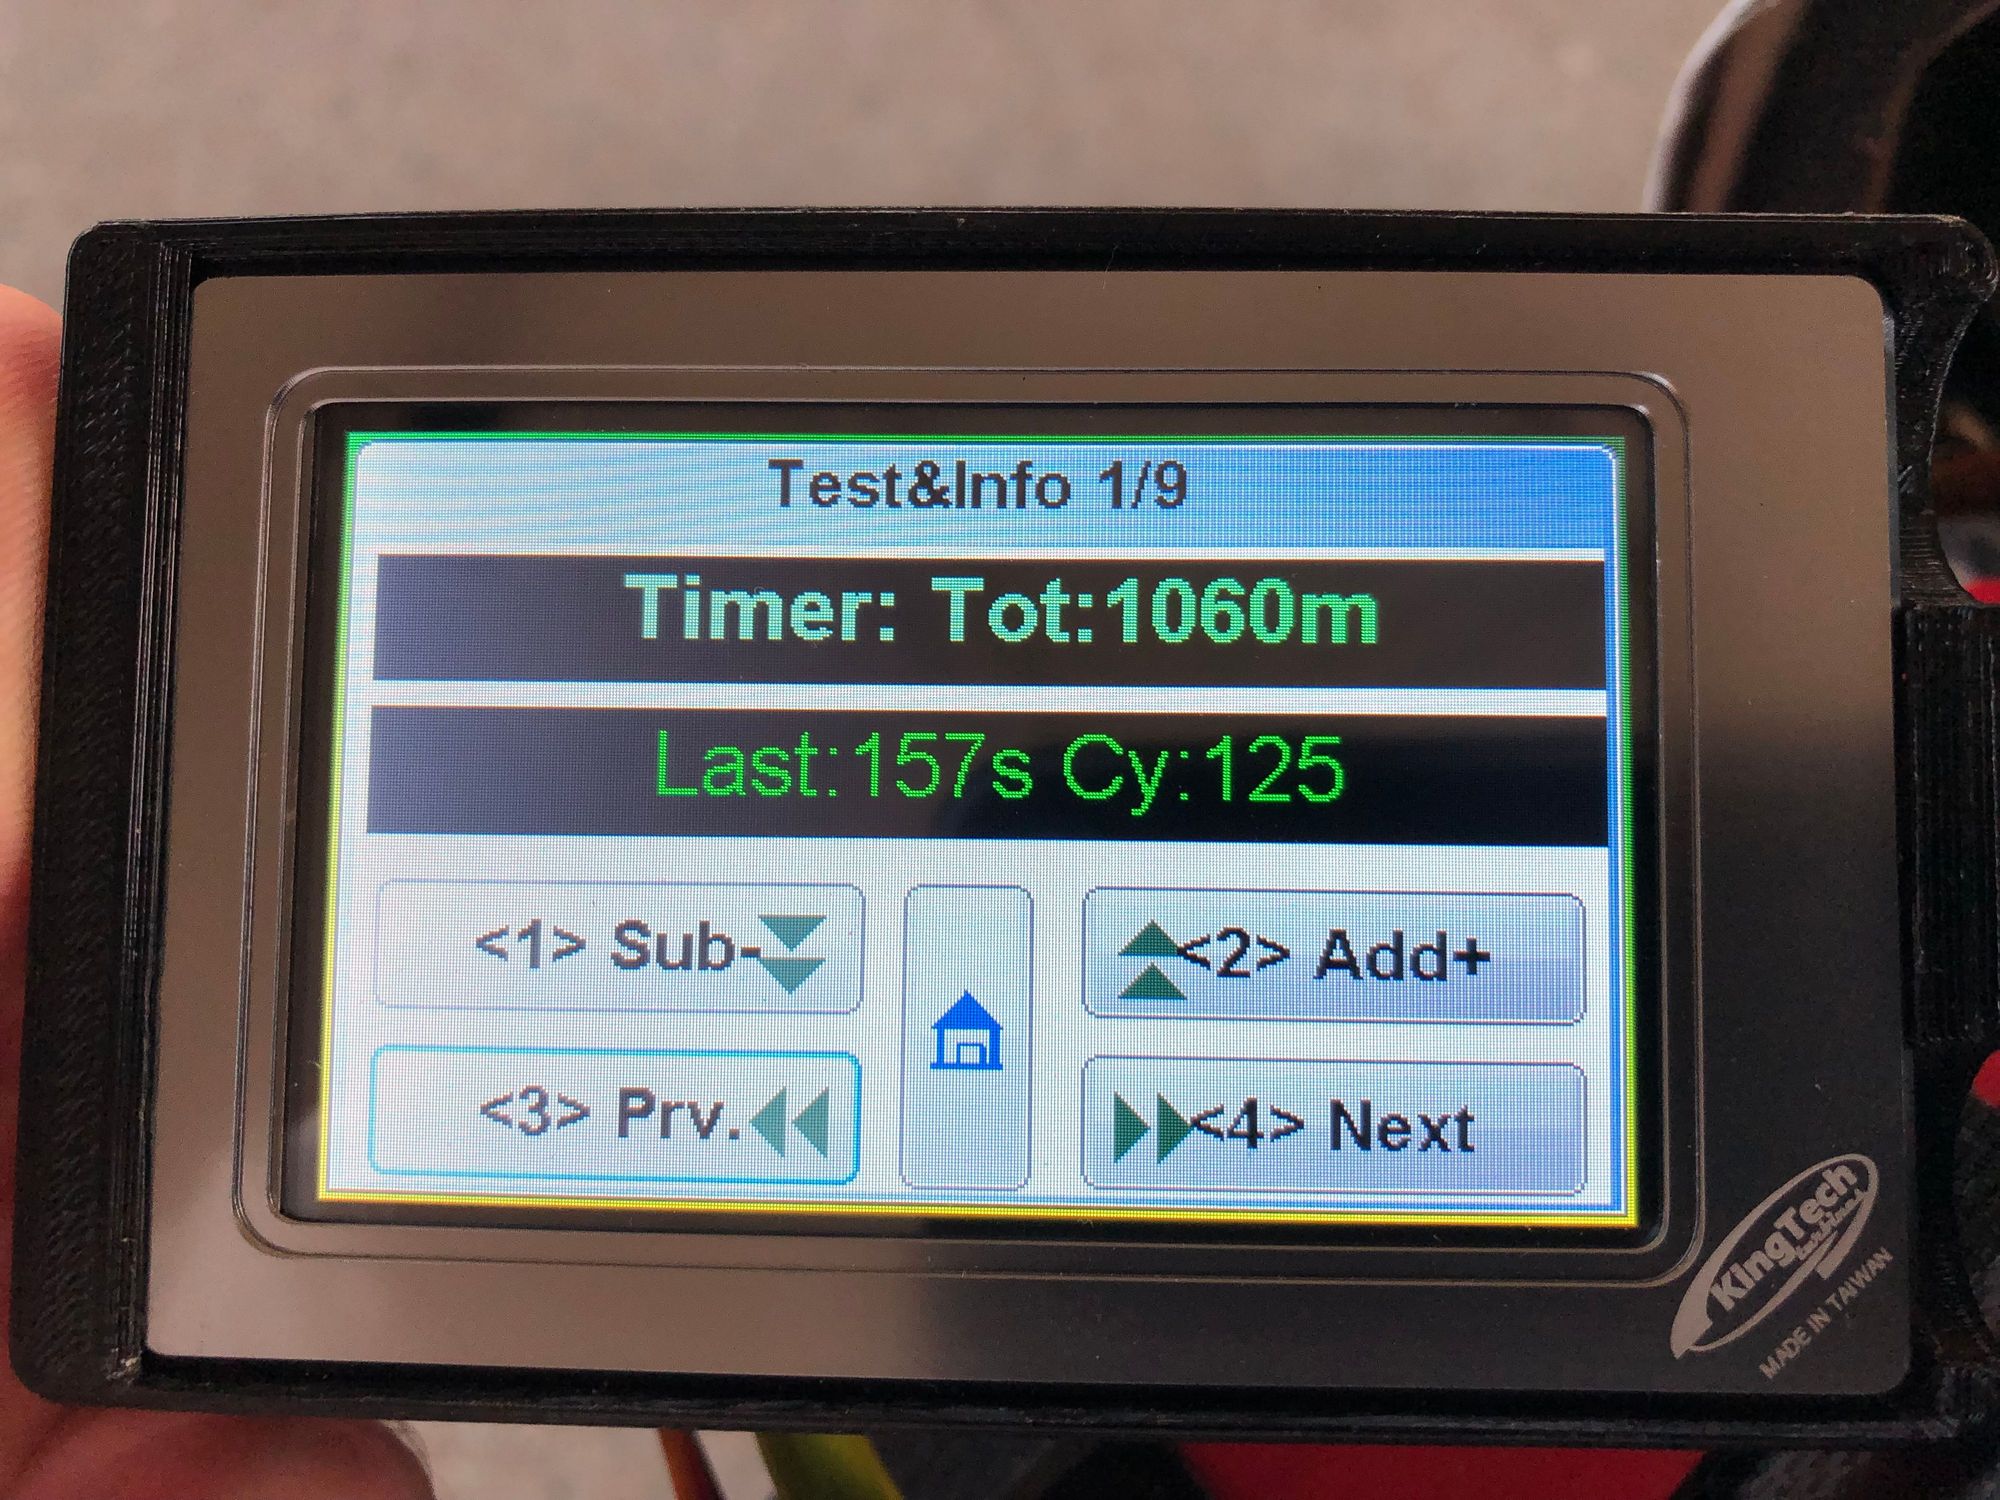 Test&Info 1/9
Timer: Tot:1060m
Last:157s Cy:125
<1> Sub-
<2> Add+
<3> Prv.
<4> Next
KingTech
turbines
MADE IN TAIWAN